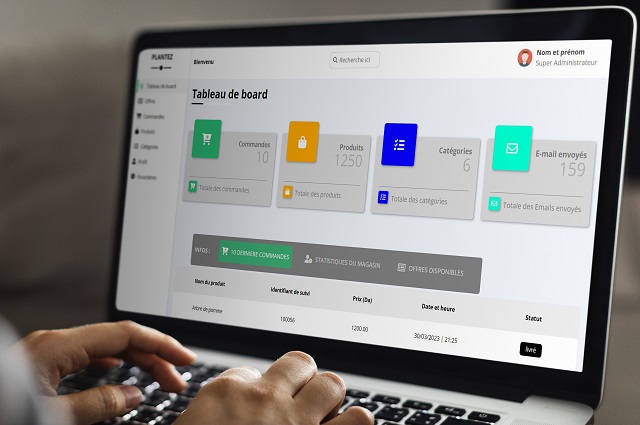 PLANTEZ
Bienvenu
Recherche ici
Nom et prénom
Super Administrateur
Tableau de board
Offres
Commandes
Produits
Catégories
Profil
Paramètres
Tableau de board
Commandes
10
Totale des commandes
Produits
1250
Totale des produits
Catégories
6
Totale des catégories
E-mail envoyés
159
Totale des Emails envoyés
INFOS :
10 DERNIERE COMMANDES
STATISTIQUES DU MAGASIN
OFFRES DISPONIBLES
Nom du produit Identifiant de suivi Prix (Da) Date et heure Statut
Arbre de pomme 100056 1200.00 30/03/2023 | 21:25 livré